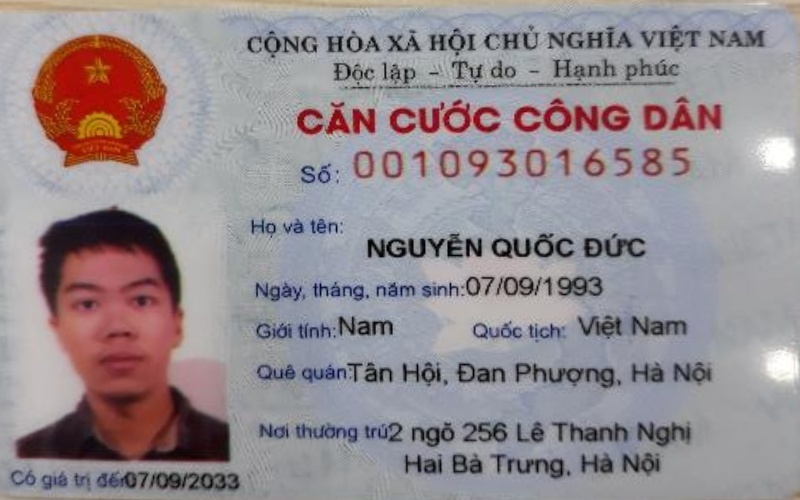 CỘNG HÒA XÃ HỘI CHỦ NGHĨA VIỆT NAM
Độc lập - Tự do - Hạnh phúc
CĂN CƯỚC CÔNG DÂN
Số: 001093016585
Họ và tên:
NGUYỄN QUỐC ĐỨC
Ngày, tháng, năm sinh:07/09/1993
Giới tính:Nam Quốc tịch: Việt Nam
Quê quán:Tân Hội, Đan Phượng, Hà Nội
Nơi thường trú:2 ngõ 256 Lê Thanh Nghị
Hai Bà Trưng, Hà Nội
Có giá trị đến:07/09/2033